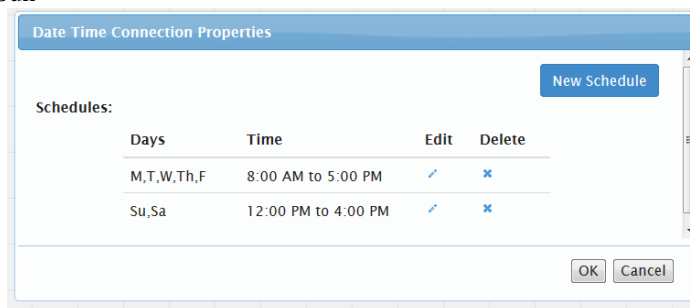 Date Time Connection Properties
New Schedule
Schedules:
Days Time Edit Delete
M,T,W,Th,F 8:00 AM to 5:00 PM
Su,Sa 12:00 PM to 4:00 PM
OK Cancel